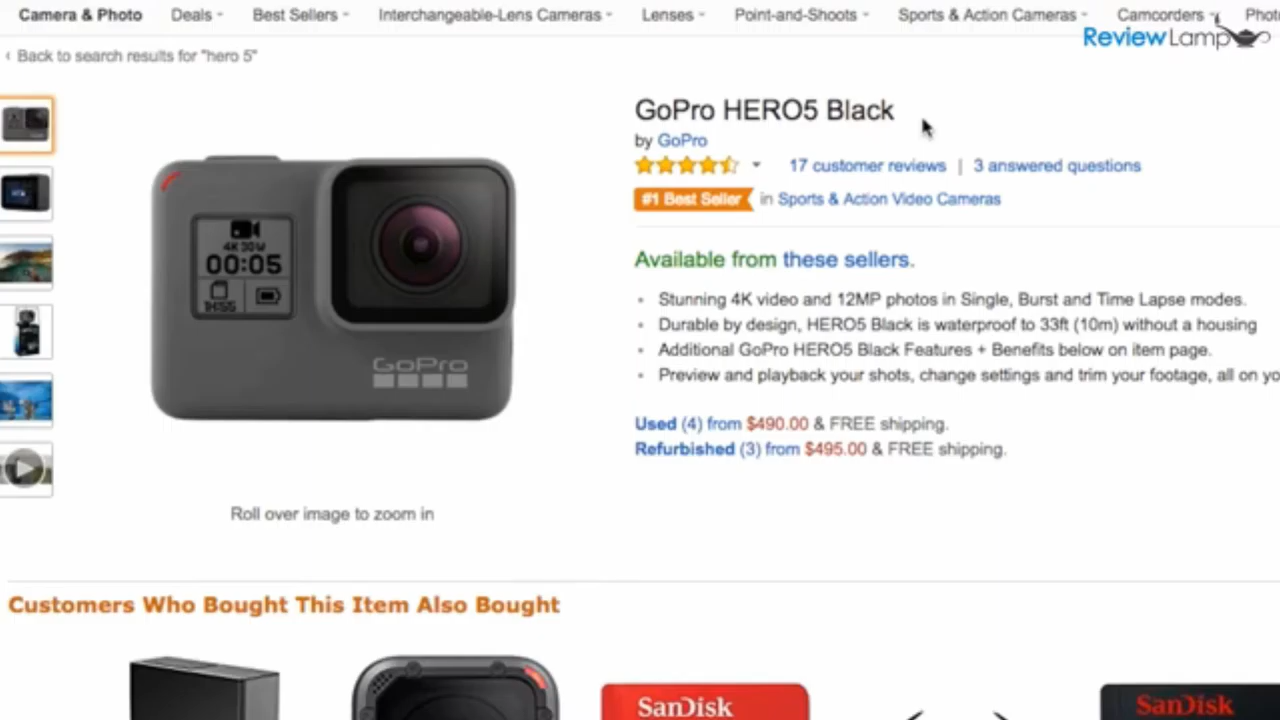 Camera & Photo Deals Best Sellers Interchangeable-Lens Cameras Lenses Point-and-Shoots Sports & Action Cameras Camcorders
ReviewLamp
‹ Back to search results for "hero 5"
GoPro HERO5 Black
by GoPro
17 customer reviews | 3 answered questions
#1 Best Seller in Sports & Action Video Cameras
Available from these sellers.
• Stunning 4K video and 12MP photos in Single, Burst and Time Lapse modes.
• Durable by design, HERO5 Black is waterproof to 33ft (10m) without a housing
• Additional GoPro HERO5 Black Features + Benefits below on item page.
• Preview and playback your shots, change settings and trim your footage, all on yo
Used (4) from $490.00 & FREE shipping.
Refurbished (3) from $495.00 & FREE shipping.
4K 30 W
00:05
1H55
GoPro
Roll over image to zoom in
Customers Who Bought This Item Also Bought
SanDisk
SanDisk